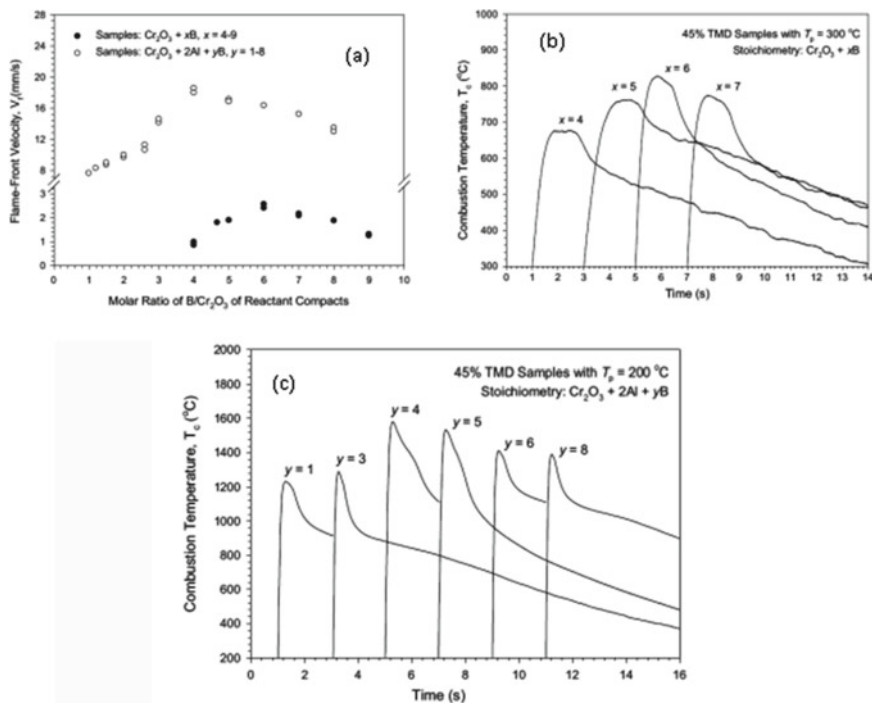 Samples: Cr2O3 + xB, x = 4-9
Samples: Cr2O3 + 2Al + yB, y = 1-8
(a)
Flame-Front Velocity, Vf(mm/s)
28
24
20
16
12
8
3
2
1
0
0 1 2 3 4 5 6 7 8 9 10
Molar Ratio of B/Cr2O3 of Reactant Compacts
(b)
45% TMD Samples with Tp = 300 °C
Stoichiometry: Cr2O3 + xB
x = 4
x = 5
x = 6
x = 7
Combustion Temperature, Tc (°C)
1000
900
800
700
600
500
400
300
0 1 2 3 4 5 6 7 8 9 10 11 12 13 14
Time (s)
(c)
45% TMD Samples with Tp = 200 °C
Stoichiometry: Cr2O3 + 2Al + yB
y = 1
y = 3
y = 4
y = 5
y = 6
y = 8
Combustion Temperature, Tc (°C)
2000
1800
1600
1400
1200
1000
800
600
400
200
0 2 4 6 8 10 12 14 16
Time (s)